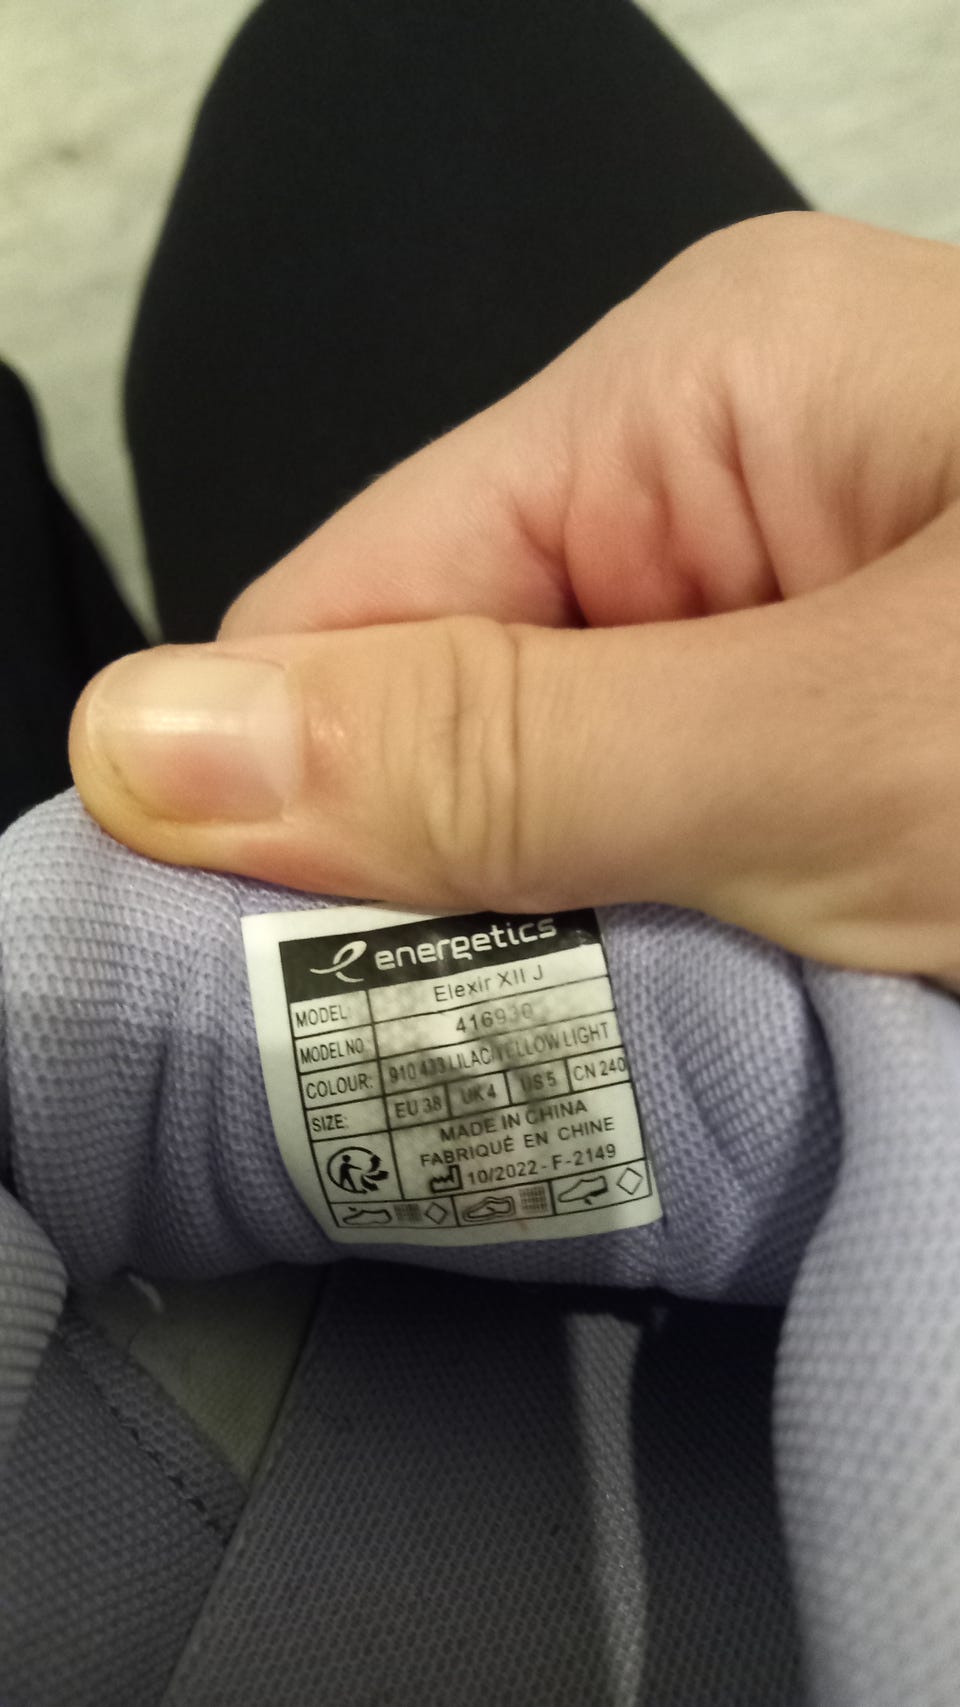 energetics
MODEL: Elexir XII J
MODEL NO. 416930
COLOUR: 910 433 LILAC/YELLOW LIGHT
SIZE: EU 38 UK 4 US 5 CN 240
MADE IN CHINA
FABRIQUÉ EN CHINE
10/2022 - F-2149